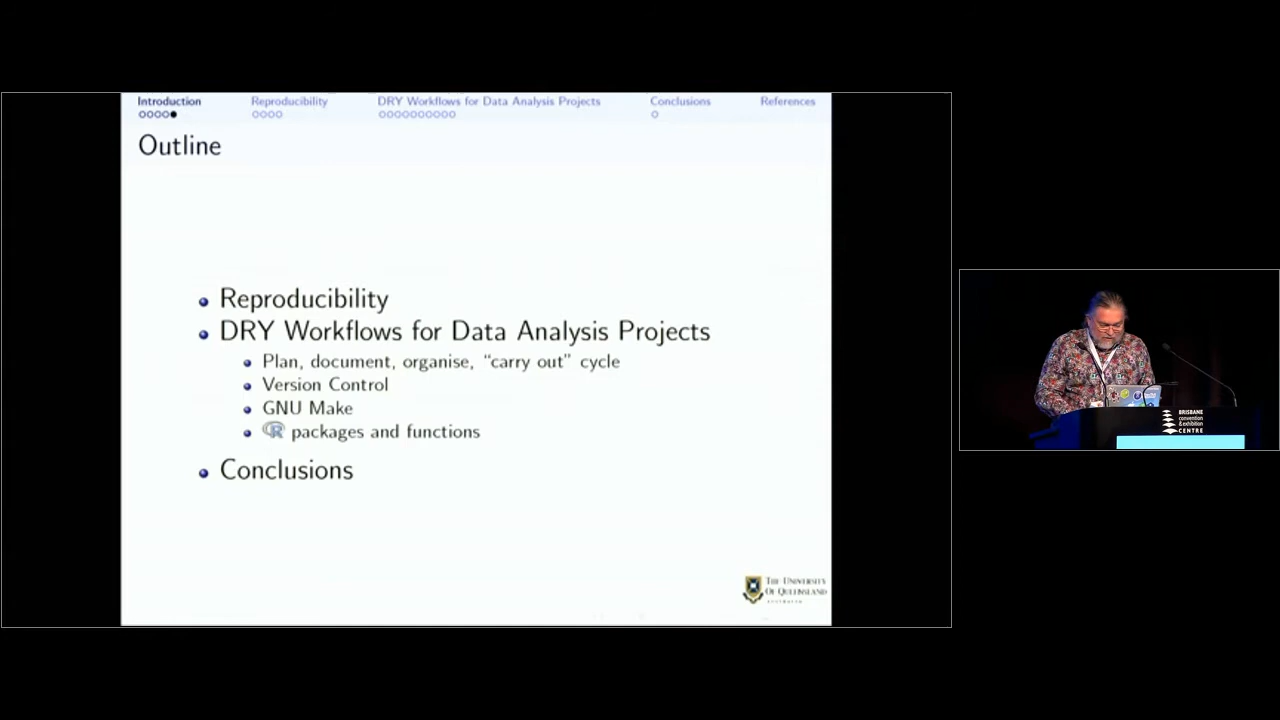 Introduction
Reproducibility
DRY Workflows for Data Analysis Projects
Conclusions
References
Outline
Reproducibility
DRY Workflows for Data Analysis Projects
Plan, document, organise, “carry out” cycle
Version Control
GNU Make
R packages and functions
Conclusions
THE UNIVERSITY
OF QUEENSLAND
AUSTRALIA
BRISBANE
convention
& exhibition
CENTRE